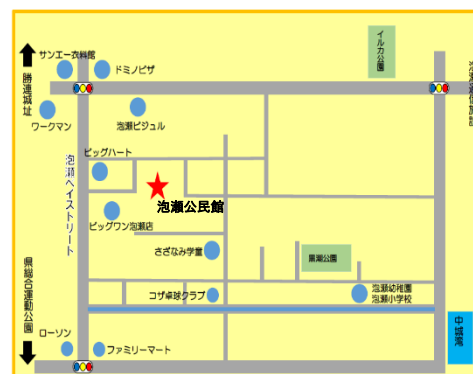 サンエー衣料館
ドミノピザ
イルカ公園
勝連城址
ワークマン
泡瀬ビジュル
泡瀬ベイストリート
ビッグハート
泡瀬公民館
ビッグワン泡瀬店
さざなみ学童
県総合運動公園
コザ卓球クラブ
泡瀬幼稚園
泡瀬小学校
中城湾
ローソン
ファミリーマート